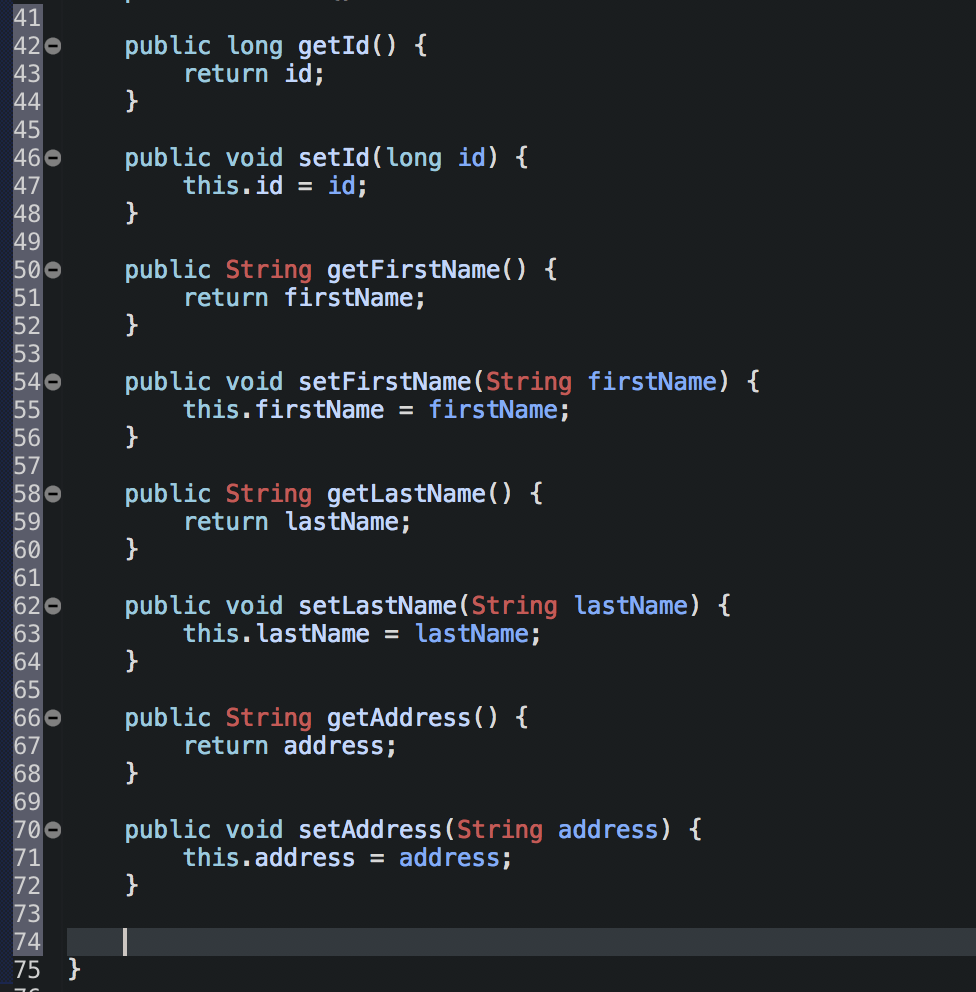 41
42 public long getId() {
43 return id;
44 }
45
46 public void setId(long id) {
47 this.id = id;
48 }
49
50 public String getFirstName() {
51 return firstName;
52 }
53
54 public void setFirstName(String firstName) {
55 this.firstName = firstName;
56 }
57
58 public String getLastName() {
59 return lastName;
60 }
61
62 public void setLastName(String lastName) {
63 this.lastName = lastName;
64 }
65
66 public String getAddress() {
67 return address;
68 }
69
70 public void setAddress(String address) {
71 this.address = address;
72 }
73
74
75 }